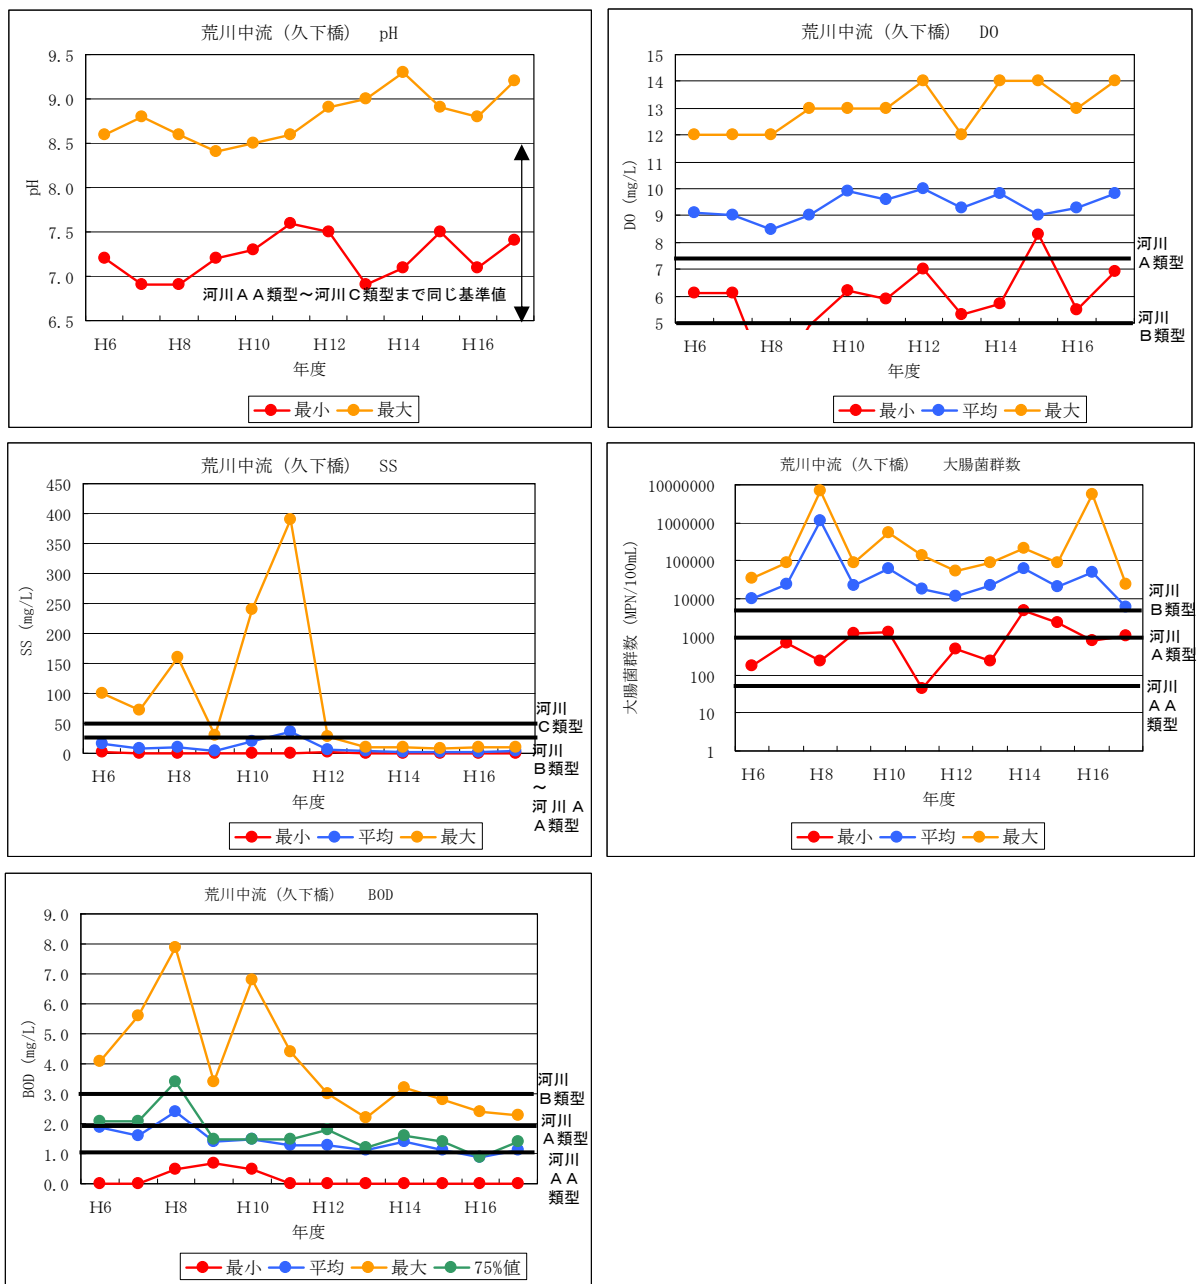 荒川中流（久下橋） pH
9.5
9.0
8.5
8.0
7.5
7.0
6.5
pH
河川ＡＡ類型～河川Ｃ類型まで同じ基準値
H6 H8 H10 H12 H14 H16
年度
最小 最大
荒川中流（久下橋） DO
15
14
13
12
11
10
9
8
7
6
5
DO (mg/L)
河川
Ａ類型
河川
Ｂ類型
H6 H8 H10 H12 H14 H16
年度
最小 平均 最大
荒川中流（久下橋） SS
450
400
350
300
250
200
150
100
50
0
SS (mg/L)
河川
Ｃ類型
河川
Ｂ類型
～
河川Ａ
Ａ類型
H6 H8 H10 H12 H14 H16
年度
最小 平均 最大
荒川中流（久下橋） 大腸菌群数
10000000
1000000
100000
10000
1000
100
10
1
大腸菌群数 (MPN/100mL)
河川
Ｂ類型
河川
Ａ類型
河川
ＡＡ
類型
H6 H8 H10 H12 H14 H16
年度
最小 平均 最大
荒川中流（久下橋） BOD
9.0
8.0
7.0
6.0
5.0
4.0
3.0
2.0
1.0
0.0
BOD (mg/L)
河川
Ｂ類型
河川
Ａ類型
河川
ＡＡ
類型
H6 H8 H10 H12 H14 H16
年度
最小 平均 最大 75%値